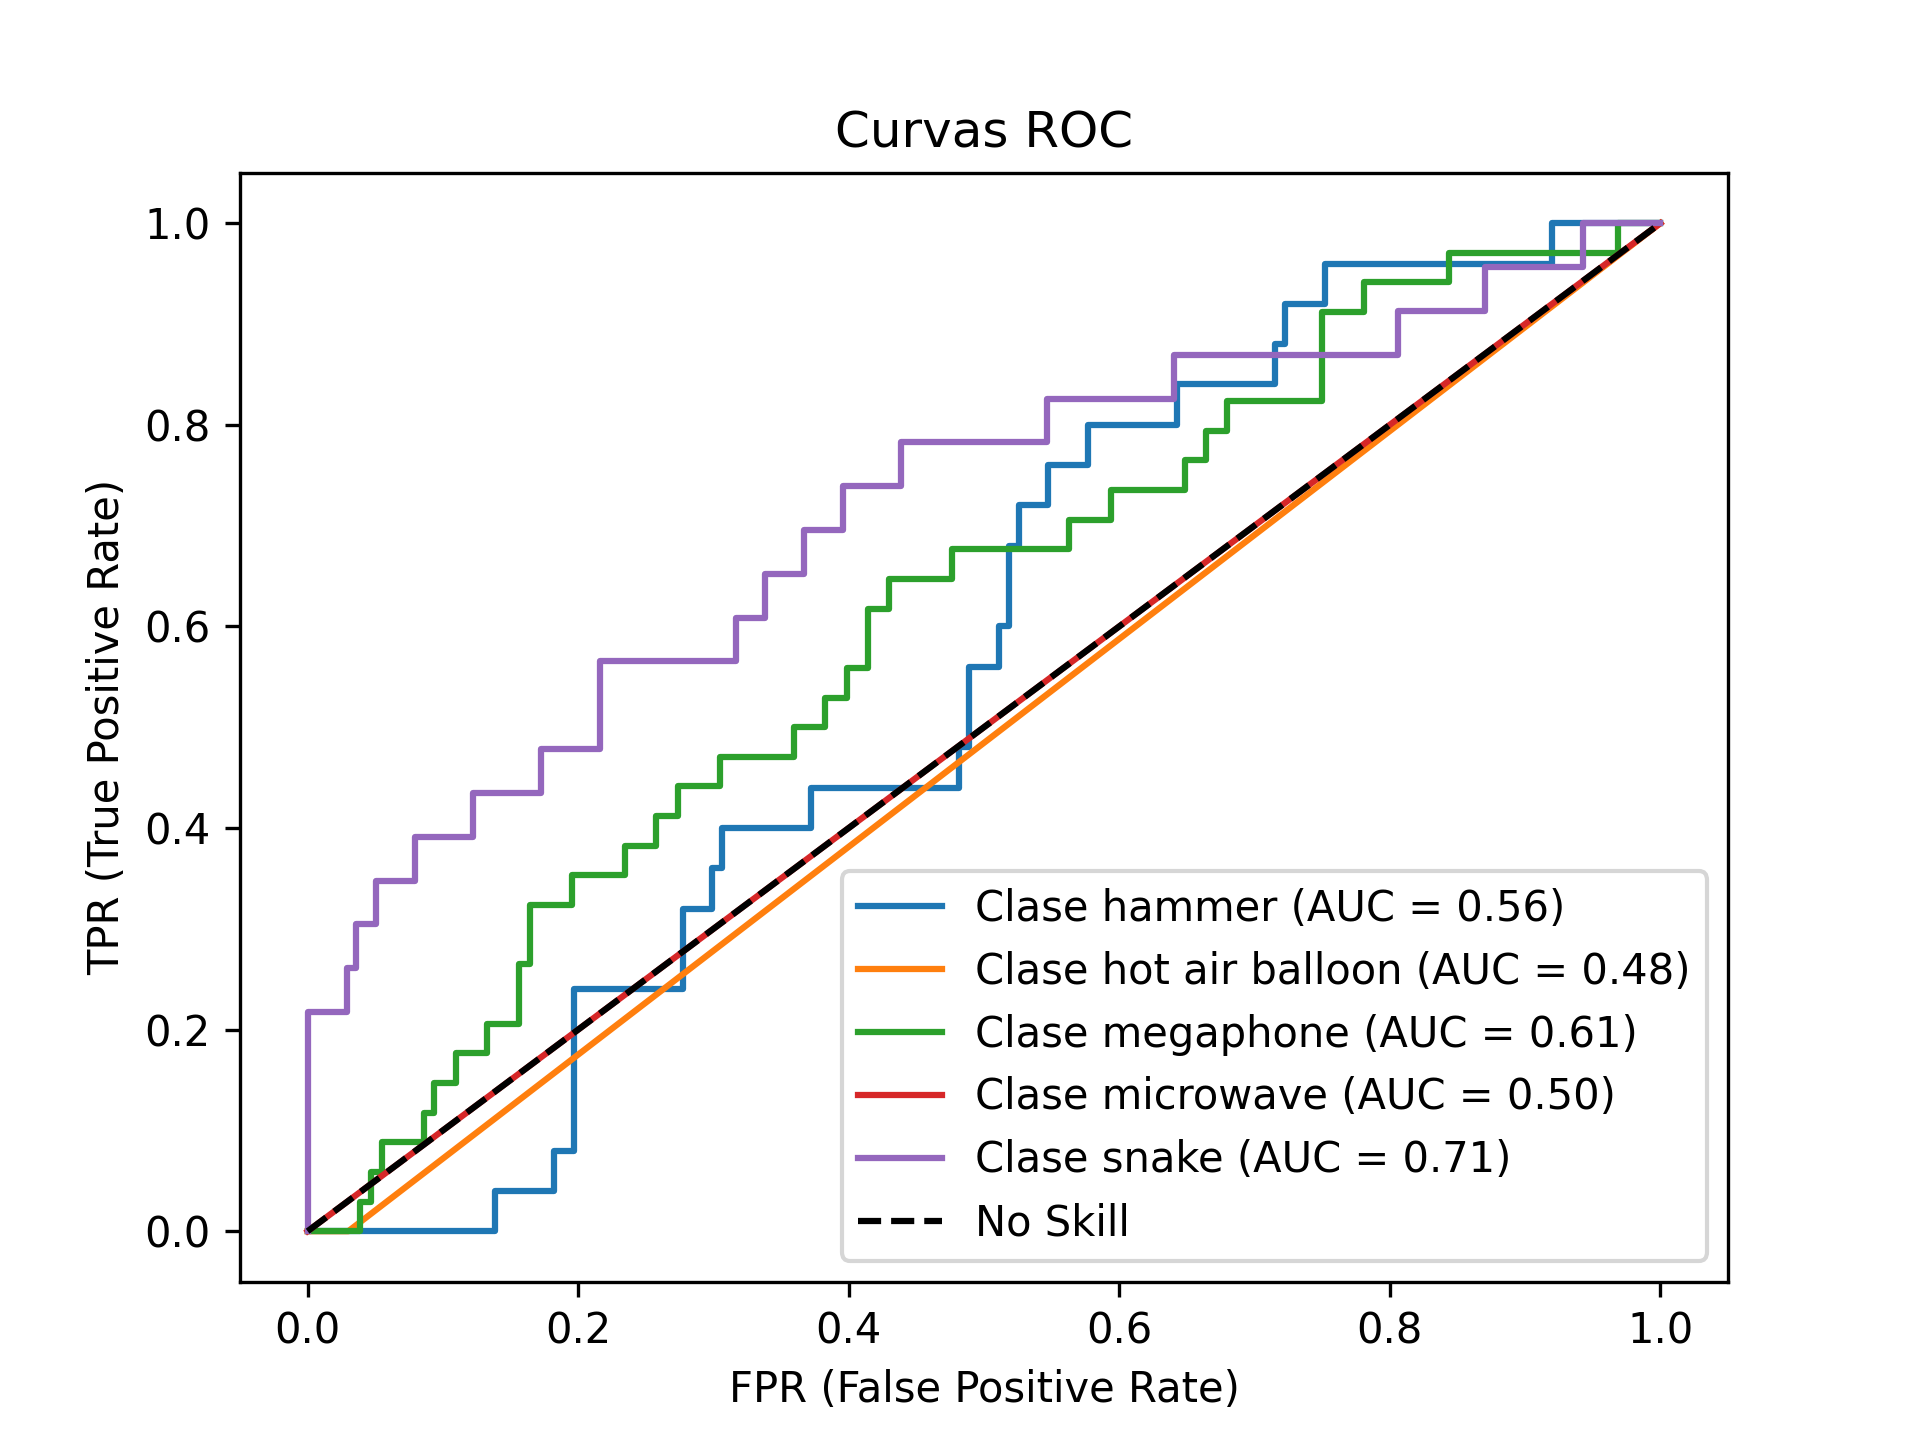 Curvas ROC
TPR (True Positive Rate)
1.0
0.8
0.6
0.4
0.2
0.0
Clase hammer (AUC = 0.56)
Clase hot air balloon (AUC = 0.48)
Clase megaphone (AUC = 0.61)
Clase microwave (AUC = 0.50)
Clase snake (AUC = 0.71)
No Skill
0.0 0.2 0.4 0.6 0.8 1.0
FPR (False Positive Rate)